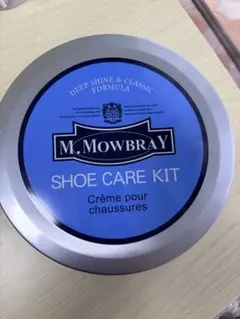 DEEP SHINE & CLASSIC
FORMULA
M. MOWBRAY
SHOE CARE KIT
Crème pour
chaussures